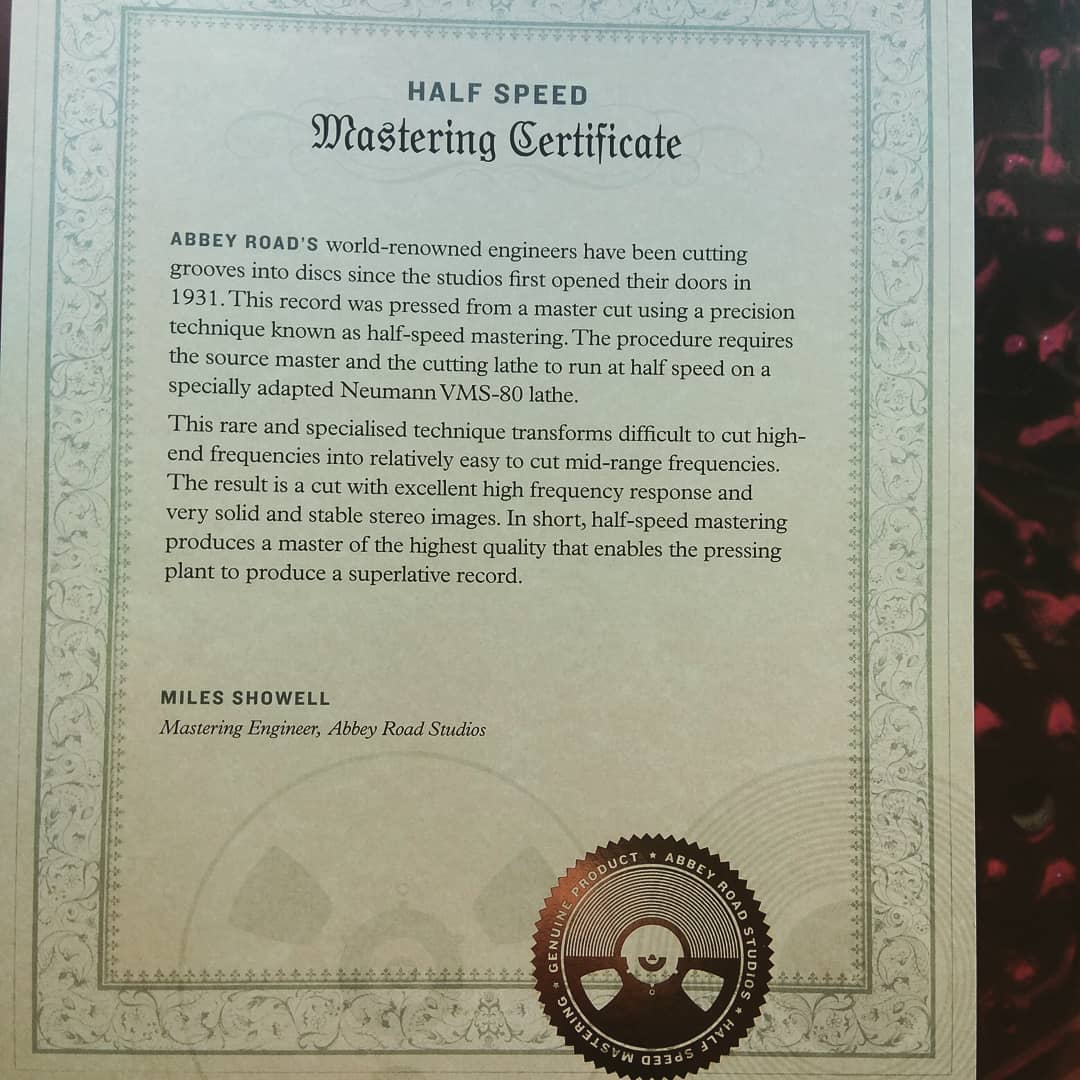 HALF SPEED
Mastering Certificate
ABBEY ROAD'S world-renowned engineers have been cutting
grooves into discs since the studios first opened their doors in
1931. This record was pressed from a master cut using a precision
technique known as half-speed mastering. The procedure requires
the source master and the cutting lathe to run at half speed on a
specially adapted Neumann VMS-80 lathe.
This rare and specialised technique transforms difficult to cut high-
end frequencies into relatively easy to cut mid-range frequencies.
The result is a cut with excellent high frequency response and
very solid and stable stereo images. In short, half-speed mastering
produces a master of the highest quality that enables the pressing
plant to produce a superlative record.
MILES SHOWELL
Mastering Engineer, Abbey Road Studios
GENUINE PRODUCT ★ ABBEY ROAD STUDIOS ★ HALF SPEED MASTERING ★